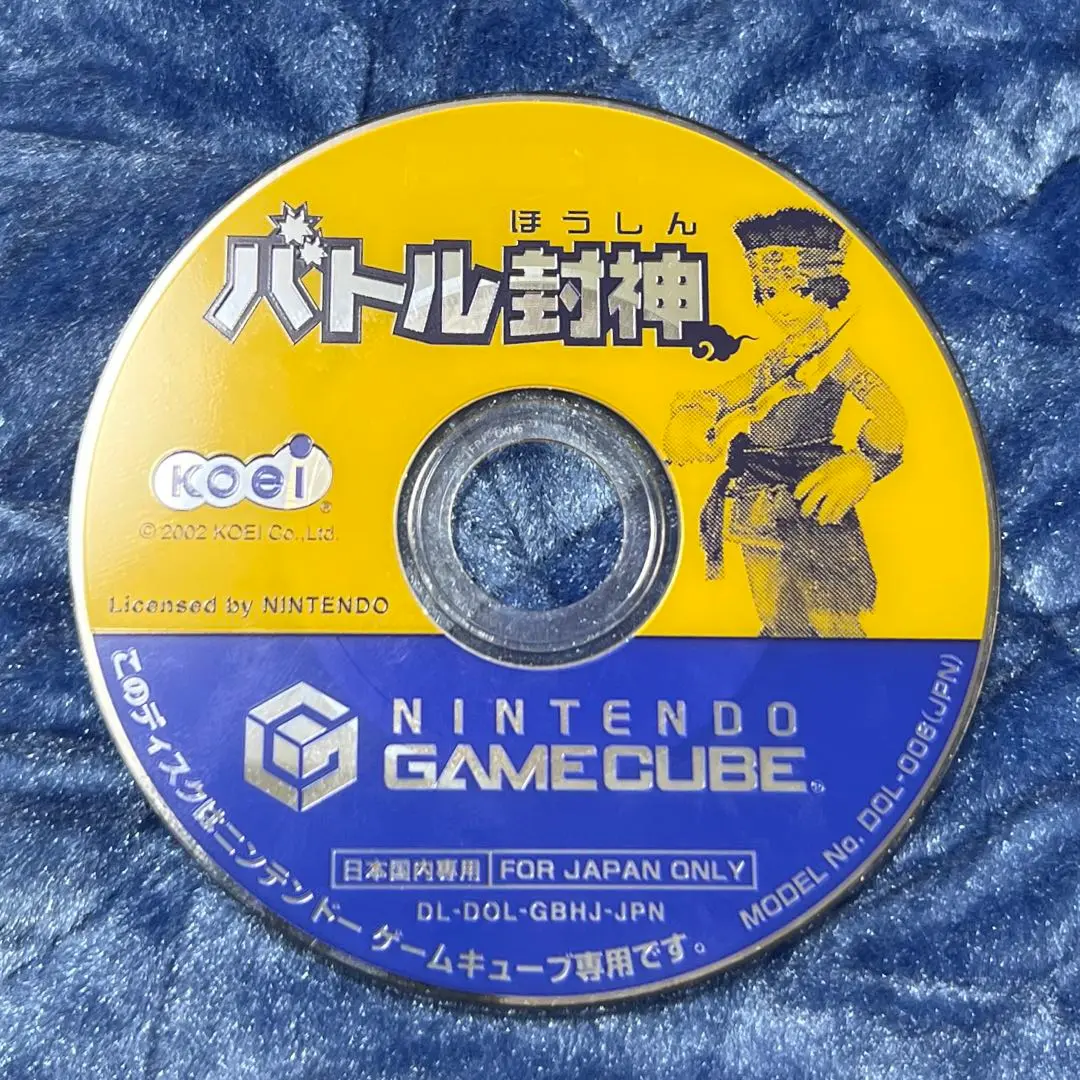 ほうしん
バトル封神
KOEI®
© 2002 KOEI Co.,Ltd.
Licensed by NINTENDO
NINTENDO
GAMECUBE®
日本国内専用 FOR JAPAN ONLY
DL-DOL-GBHJ-JPN
このディスクはニンテンドー ゲームキューブ専用です。
MODEL No. DOL-006(JPN)